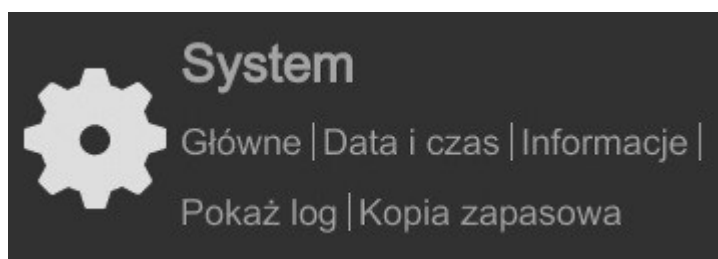 System
Główne | Data i czas | Informacje |
Pokaż log | Kopia zapasowa